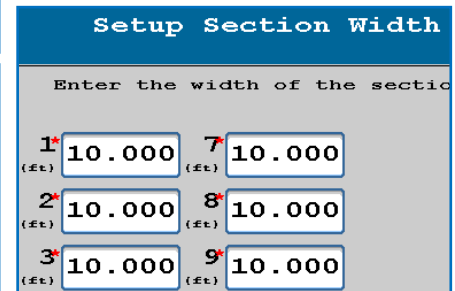 Setup Section Width
Enter the width of the sectio
1* 10.000 7* 10.000
(ft) (ft)
2* 10.000 8* 10.000
(ft) (ft)
3* 10.000 9* 10.000
(ft) (ft)